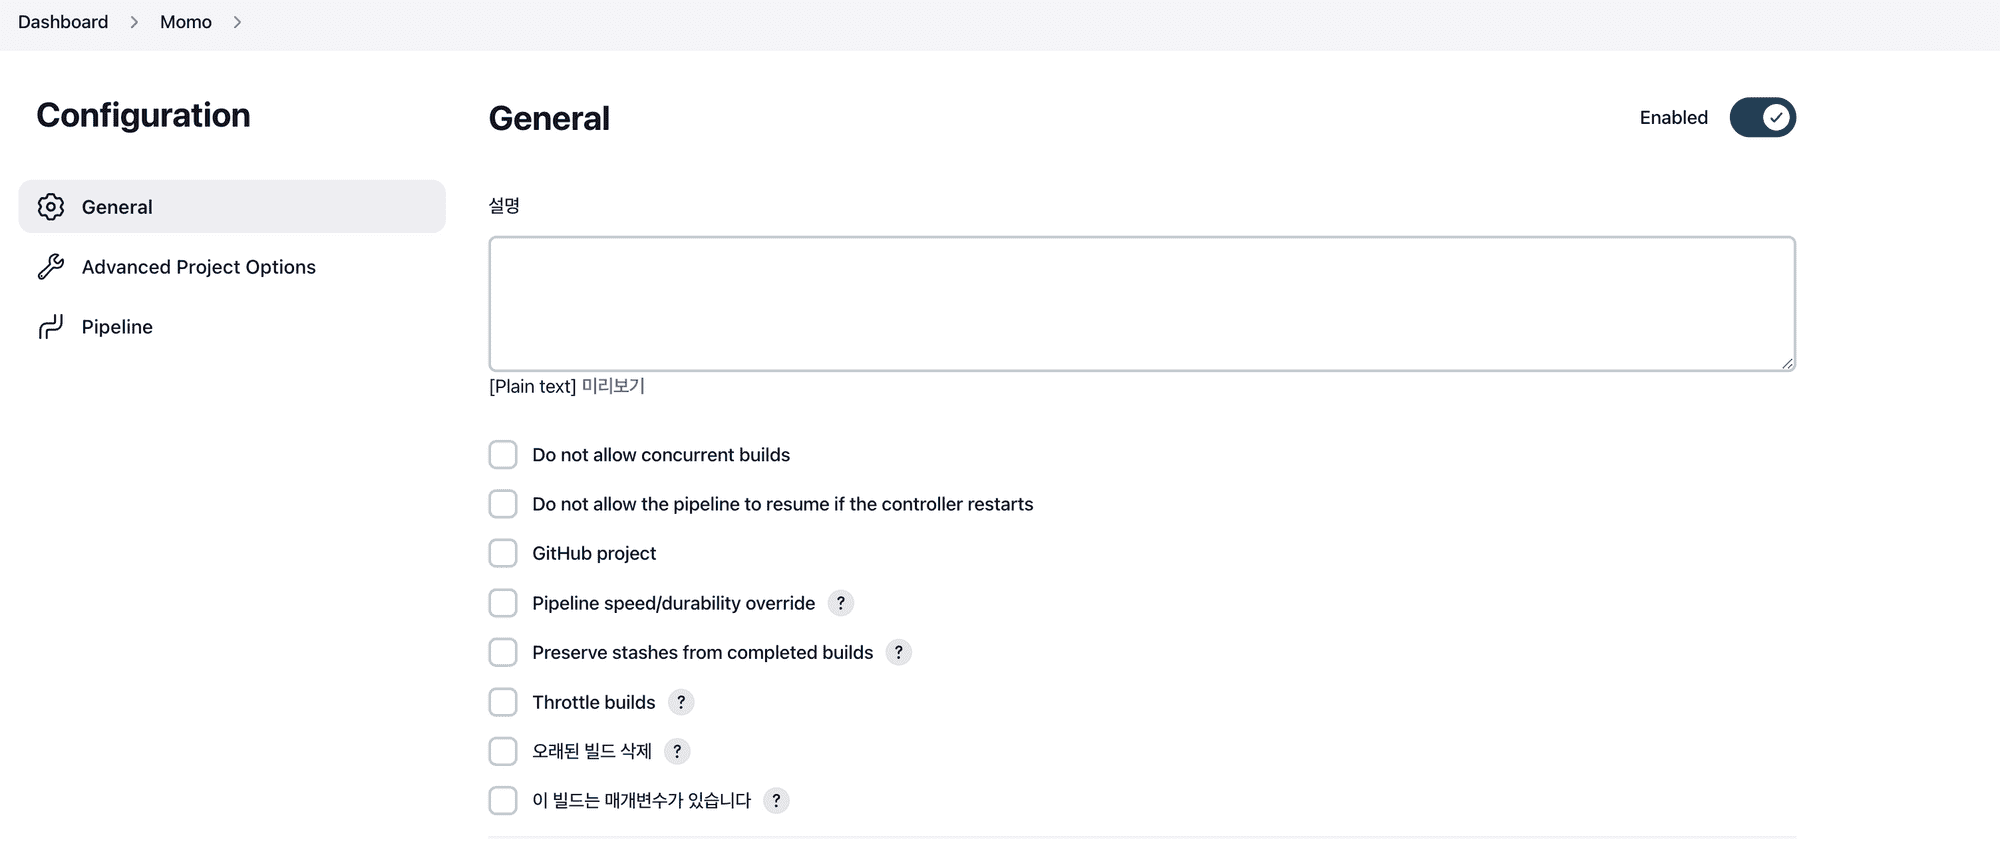 Dashboard > Momo >
Configuration
General
Advanced Project Options
Pipeline
General
Enabled
설명
[Plain text] 미리보기
Do not allow concurrent builds
Do not allow the pipeline to resume if the controller restarts
GitHub project
Pipeline speed/durability override ?
Preserve stashes from completed builds ?
Throttle builds ?
오래된 빌드 삭제 ?
이 빌드는 매개변수가 있습니다 ?